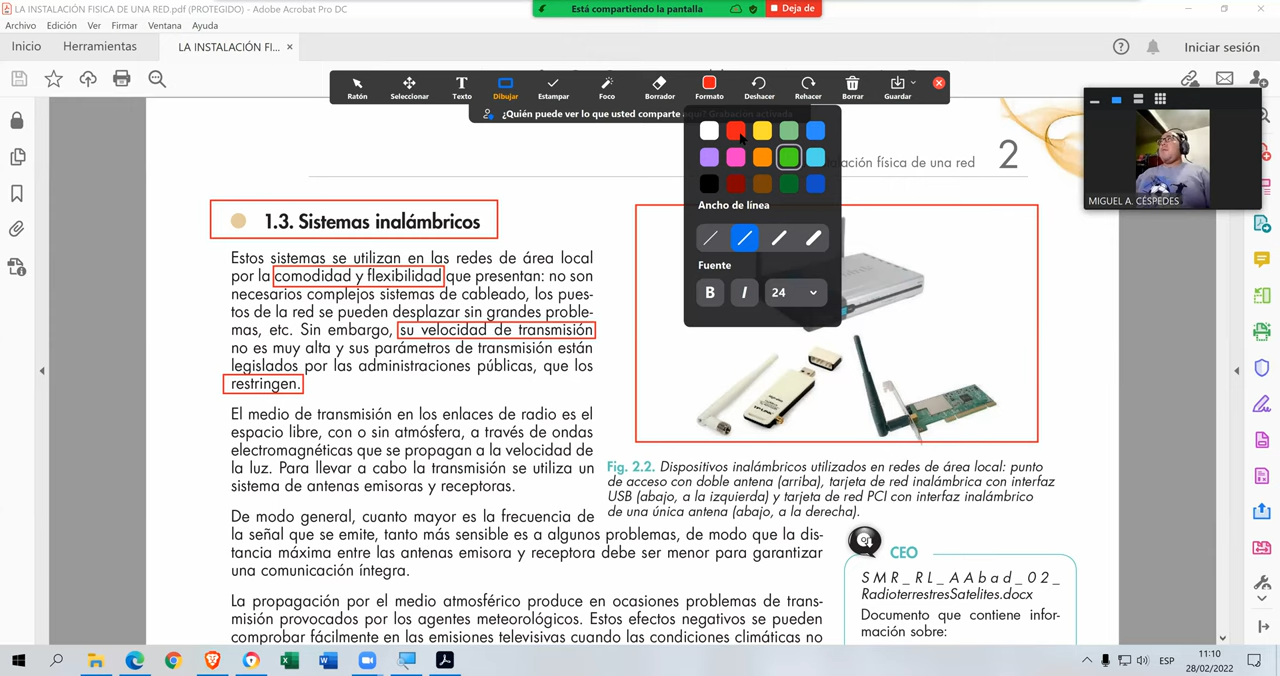 LA INSTALACIÓN FISICA DE UNA RED.pdf (PROTEGIDO) - Adobe Acrobat Pro DC
Está compartiendo la pantalla
Deja de
Archivo Edición Ver Firmar Ventana Ayuda
Inicio Herramientas LA INSTALACIÓN FI... × Iniciar sesión
Ratón Seleccionar Texto Dibujar Estampar Foco Borrador Formato Deshacer Rehacer Borrar Guardar
¿Quién puede ver lo que usted comparte aquí? Grabación activada
alación física de una red 2
MIGUEL A. CÉSPEDES
Ancho de línea
Fuente
B I 24
1.3. Sistemas inalámbricos
Estos sistemas se utilizan en las redes de área local
por la comodidad y flexibilidad que presentan: no son
necesarios complejos sistemas de cableado, los pues-
tos de la red se pueden desplazar sin grandes proble-
mas, etc. Sin embargo, su velocidad de transmisión
no es muy alta y sus parámetros de transmisión están
legislados por las administraciones públicas, que los
restringen.
El medio de transmisión en los enlaces de radio es el
espacio libre, con o sin atmósfera, a través de ondas
electromagnéticas que se propagan a la velocidad de
la luz. Para llevar a cabo la transmisión se utiliza un
sistema de antenas emisoras y receptoras.
De modo general, cuanto mayor es la frecuencia de
la señal que se emite, tanto más sensible es a algunos problemas, de modo que la dis-
tancia máxima entre las antenas emisora y receptora debe ser menor para garantizar
una comunicación íntegra.
La propagación por el medio atmosférico produce en ocasiones problemas de trans-
misión provocados por los agentes meteorológicos. Estos efectos negativos se pueden
comprobar fácilmente en las emisiones televisivas cuando las condiciones climáticas no
TP-LINK
Fig. 2.2. Dispositivos inalámbricos utilizados en redes de área local: punto
de acceso con doble antena (arriba), tarjeta de red inalámbrica con interfaz
USB (abajo, a la izquierda) y tarjeta de red PCI con interfaz inalámbrico
de una única antena (abajo, a la derecha).
CEO
SMR_RL_AAbad_02_
RadioterrestresSatelites.docx
Documento que contiene infor-
mación sobre:
ESP
11:10
28/02/2022